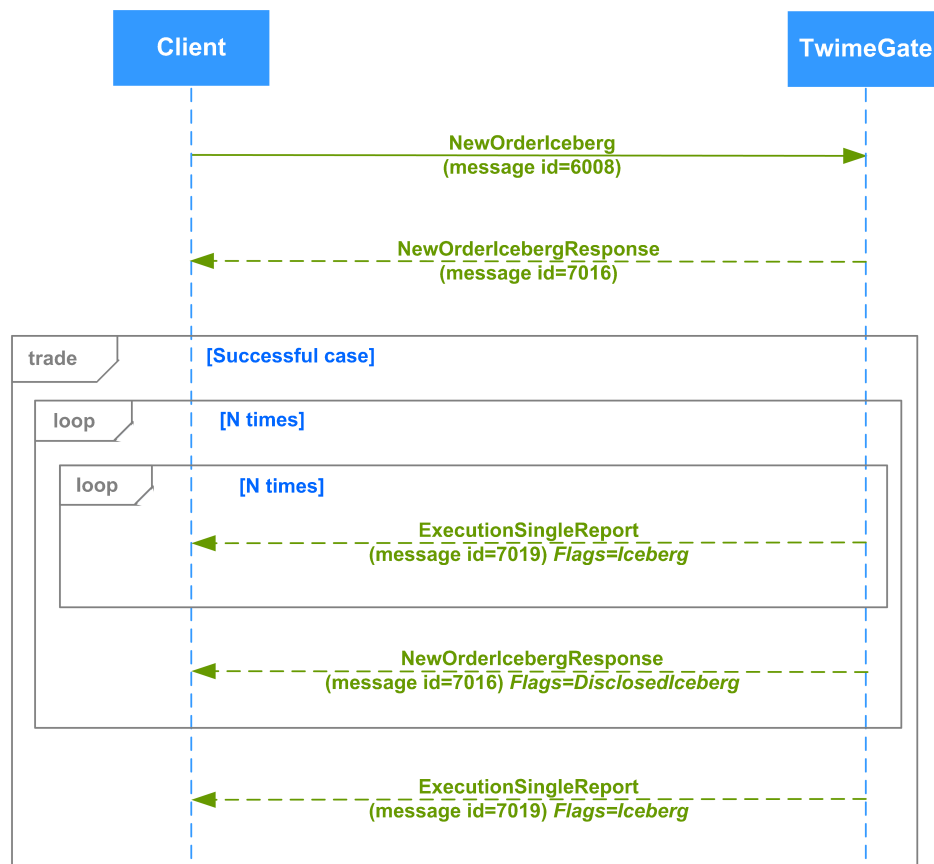 Client
TwimeGate
NewOrderIceberg
(message id=6008)
NewOrderIcebergResponse
(message id=7016)
trade
[Successful case]
loop
[N times]
loop
[N times]
ExecutionSingleReport
(message id=7019) Flags=Iceberg
NewOrderIcebergResponse
(message id=7016) Flags=DisclosedIceberg
ExecutionSingleReport
(message id=7019) Flags=Iceberg